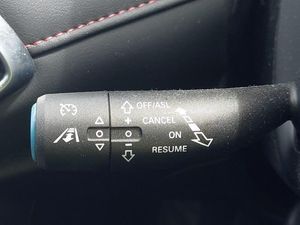 OFF/ASL
+
CANCEL
ON
−
RESUME